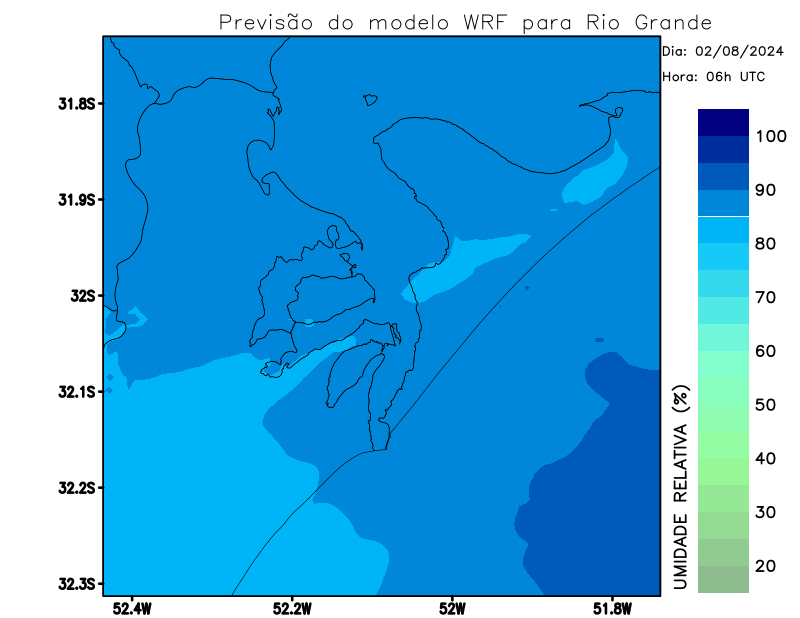 Previsão do modelo WRF para Rio Grande
Dia: 02/08/2024
Hora: 06h UTC
31.8S
31.9S
32S
32.1S
32.2S
32.3S
52.4W
52.2W
52W
51.8W
100
90
80
70
60
50
40
30
20
UMIDADE RELATIVA (%)